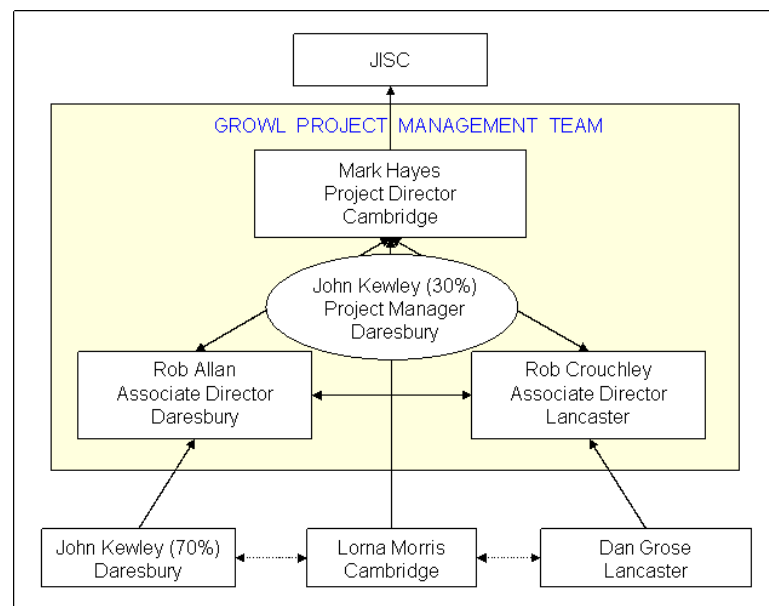 JISC
GROWL PROJECT MANAGEMENT TEAM
Mark Hayes
Project Director
Cambridge
John Kewley (30%)
Project Manager
Daresbury
Rob Allan
Associate Director
Daresbury
Rob Crouchley
Associate Director
Lancaster
John Kewley (70%)
Daresbury
Lorna Morris
Cambridge
Dan Grose
Lancaster